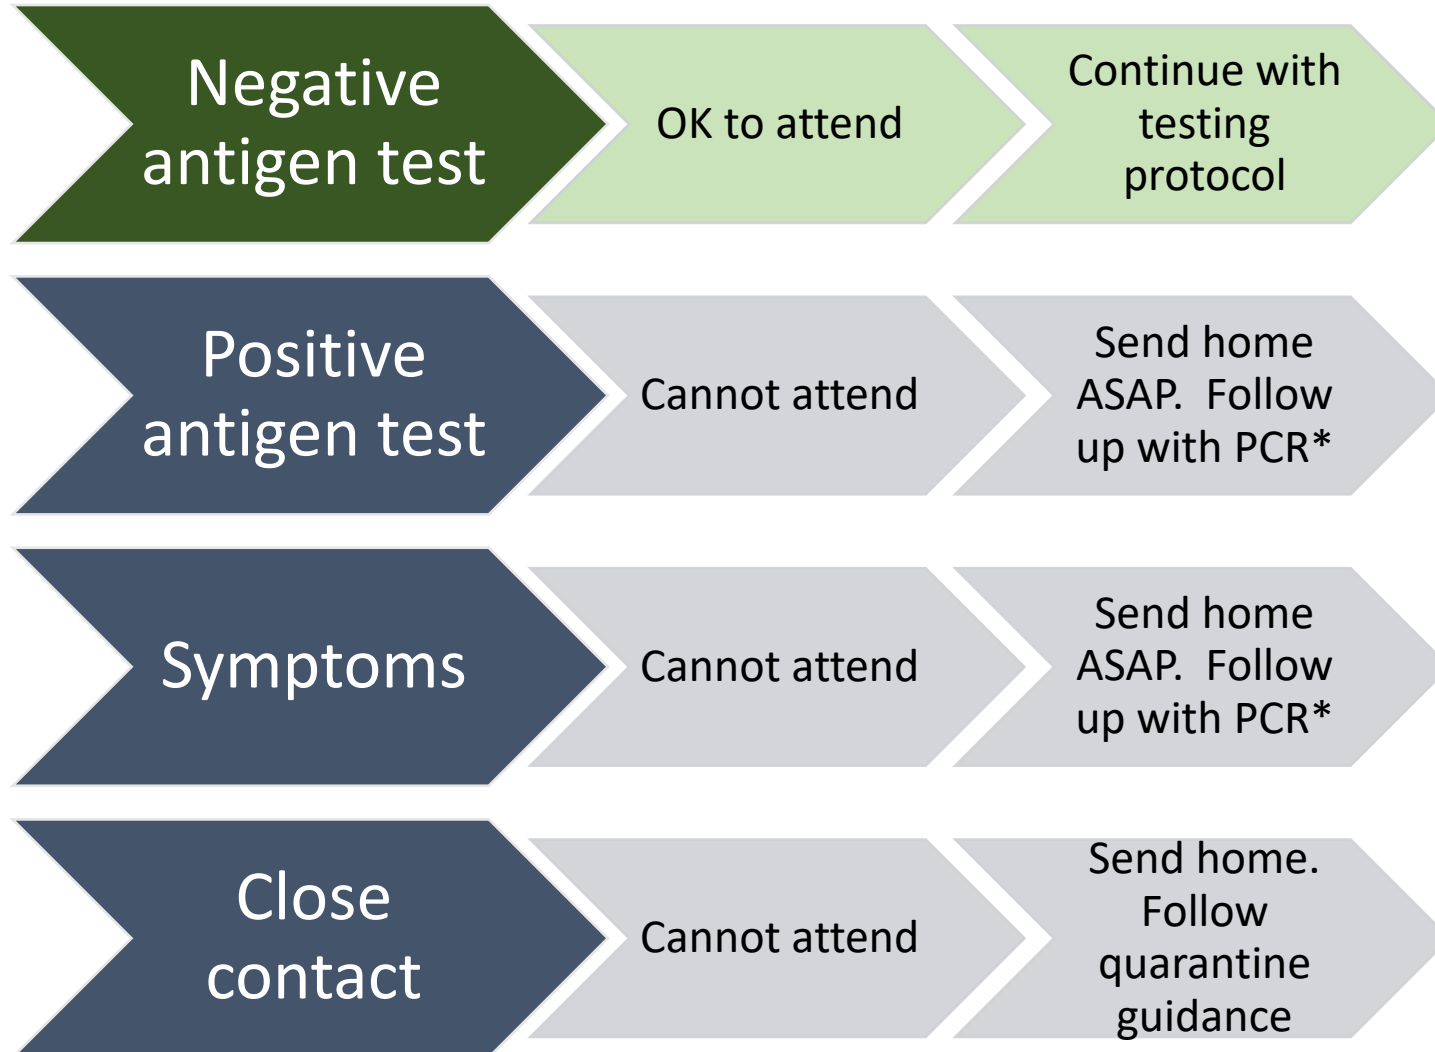 Negative
antigen test
OK to attend
Continue with
testing
protocol
Positive
antigen test
Cannot attend
Send home
ASAP.  Follow
up with PCR*
Symptoms
Cannot attend
Send home
ASAP.  Follow
up with PCR*
Close
contact
Cannot attend
Send home.
Follow
quarantine
guidance